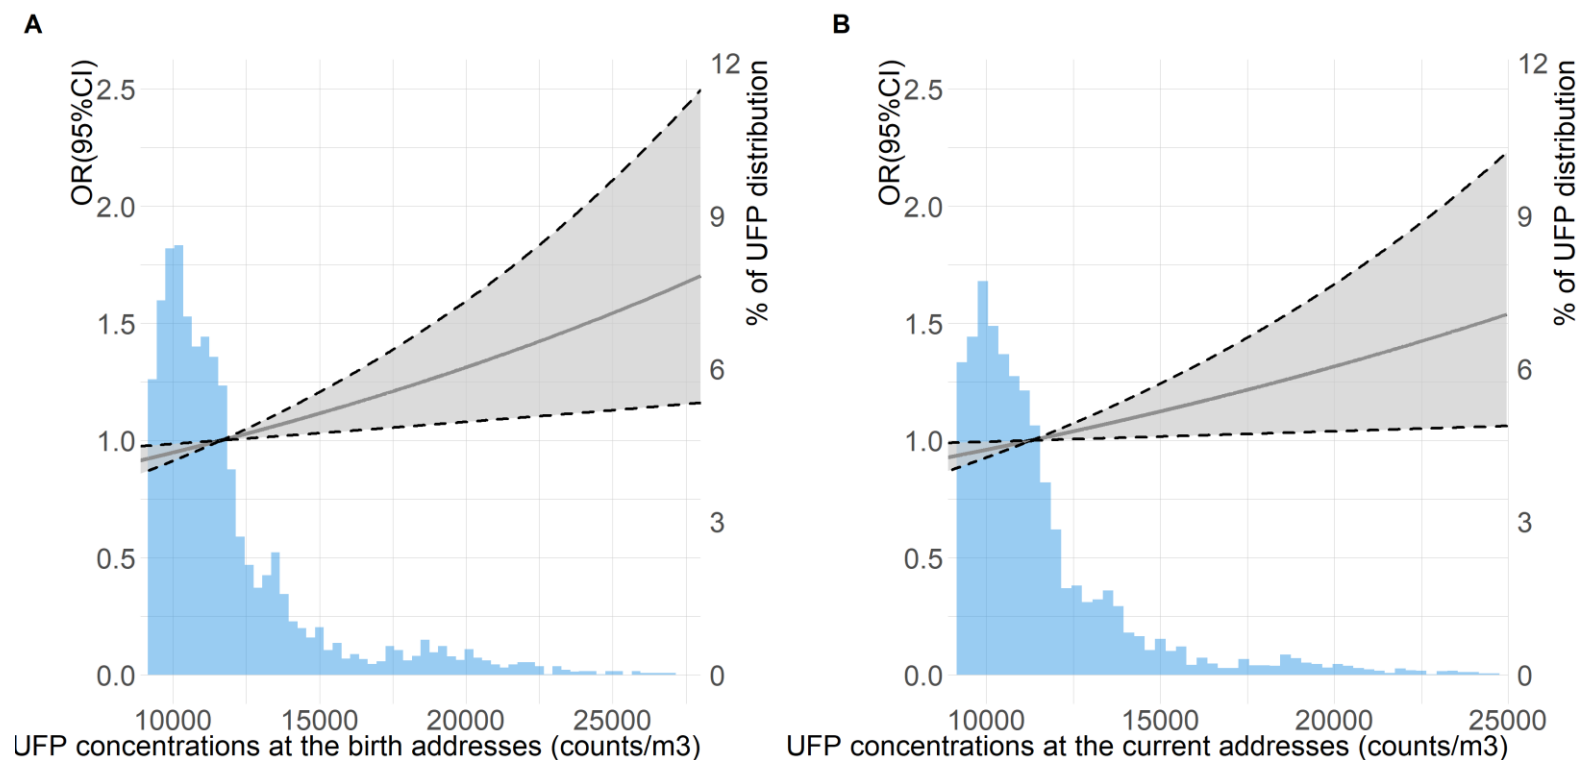 A
B
OR(95%CI)
2.5
2.0
1.5
1.0
0.5
0.0
12
9
6
3
0
% of UFP distribution
10000 15000 20000 25000
UFP concentrations at the birth addresses (counts/m3)
OR(95%CI)
2.5
2.0
1.5
1.0
0.5
0.0
12
9
6
3
0
% of UFP distribution
10000 15000 20000 25000
UFP concentrations at the current addresses (counts/m3)